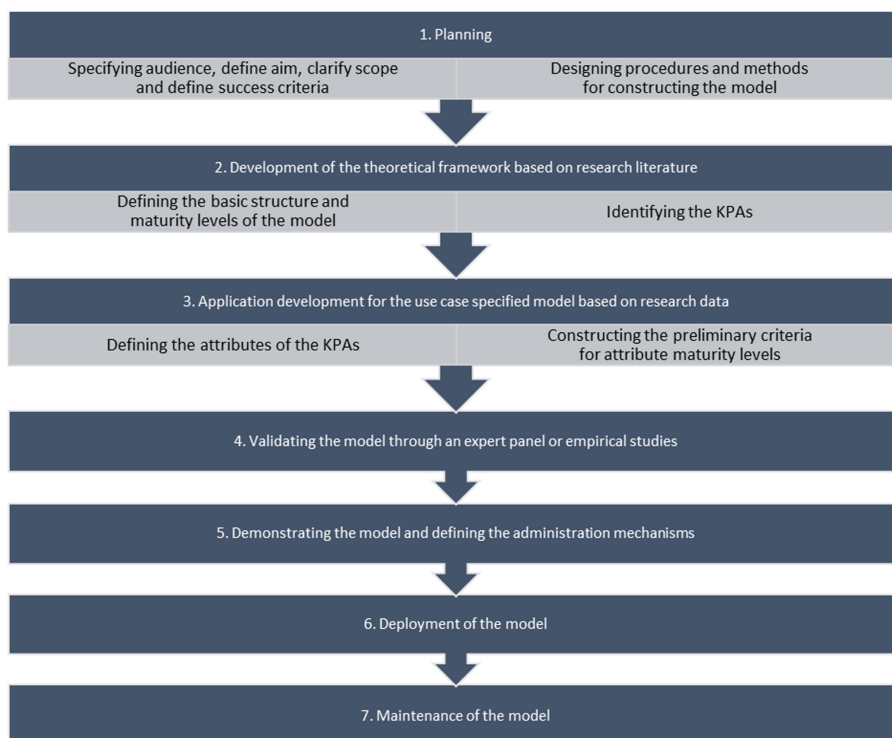 1. Planning
Specifying audience, define aim, clarify scope
and define success criteria
Designing procedures and methods
for constructing the model
2. Development of the theoretical framework based on research literature
Defining the basic structure and
maturity levels of the model
Identifying the KPAs
3. Application development for the use case specified model based on research data
Defining the attributes of the KPAs
Constructing the preliminary criteria
for attribute maturity levels
4. Validating the model through an expert panel or empirical studies
5. Demonstrating the model and defining the administration mechanisms
6. Deployment of the model
7. Maintenance of the model